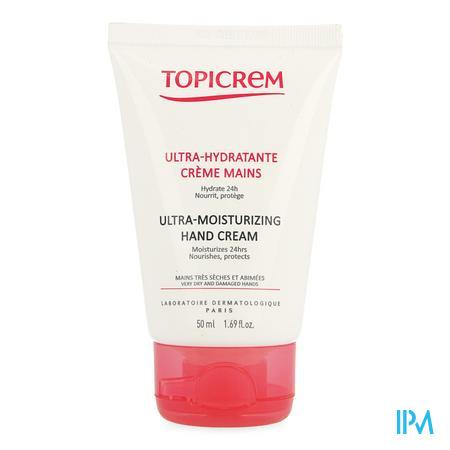 TOPICREM
ULTRA-HYDRATANTE
CRÈME MAINS
Hydrate 24h
Nourrit, protège
ULTRA-MOISTURIZING
HAND CREAM
Moisturizes 24hrs
Nourishes, protects
MAINS TRÈS SÈCHES ET ABIMÉES
VERY DRY AND DAMAGED HANDS
LABORATOIRE DERMATOLOGIQUE
PARIS
50 ml 1.69 fl.oz.
IPM